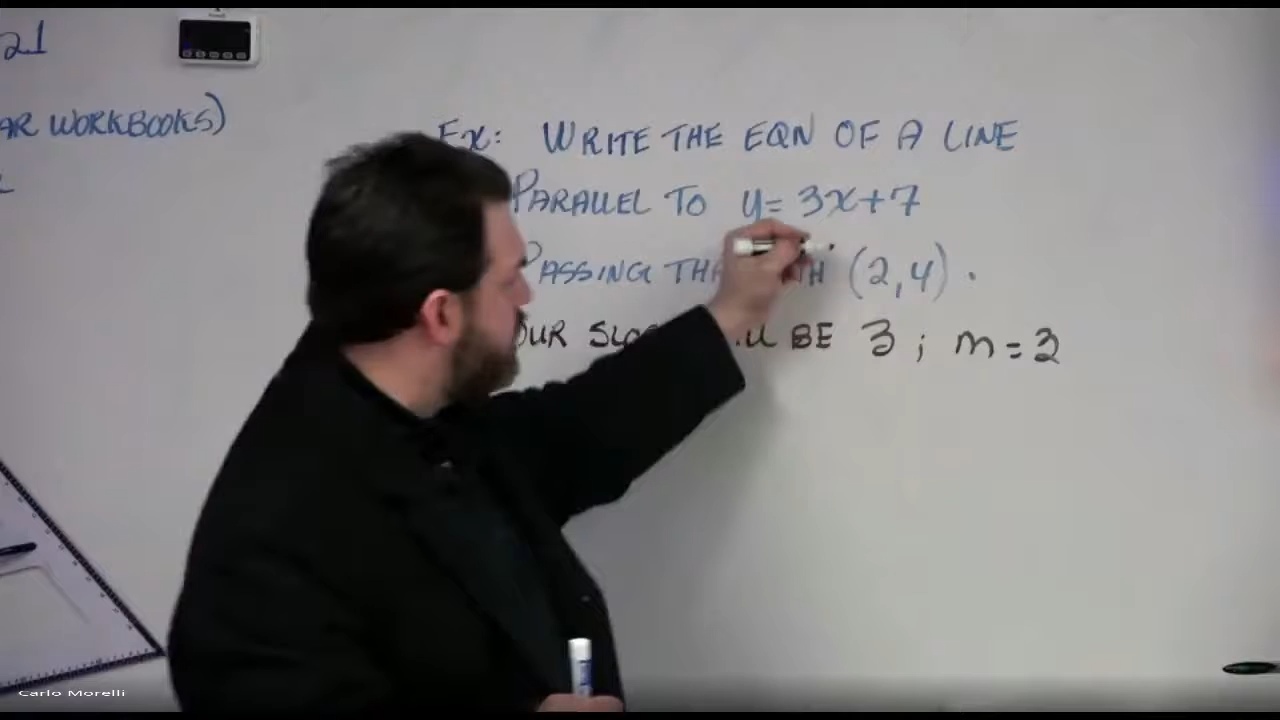 21
AR WORKBOOKS)
Ex: WRITE THE EQN OF A LINE
PARALLEL TO y = 3x + 7
PASSING (2,4).
OUR BE 3 ; m = 3
Carlo Morelli